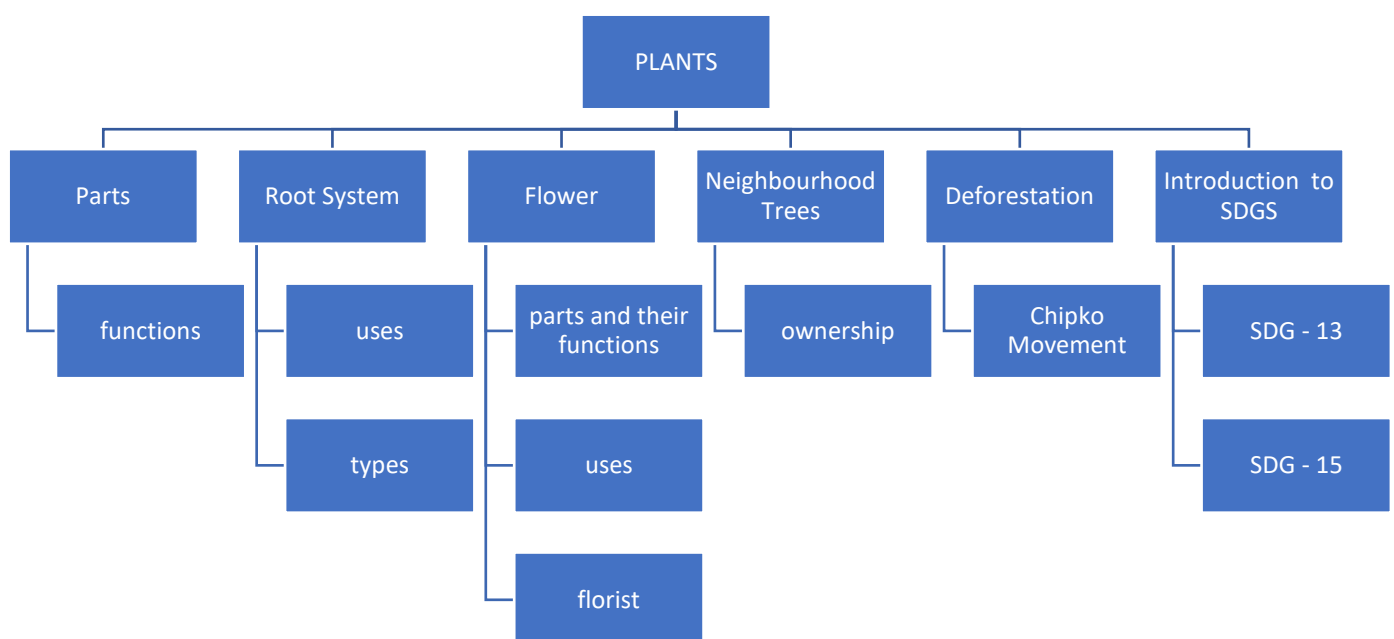 PLANTS
Parts
Root System
Flower
Neighbourhood
Trees
Deforestation
Introduction to
SDGS
functions
uses
parts and their
functions
ownership
Chipko
Movement
SDG - 13
types
uses
SDG - 15
florist